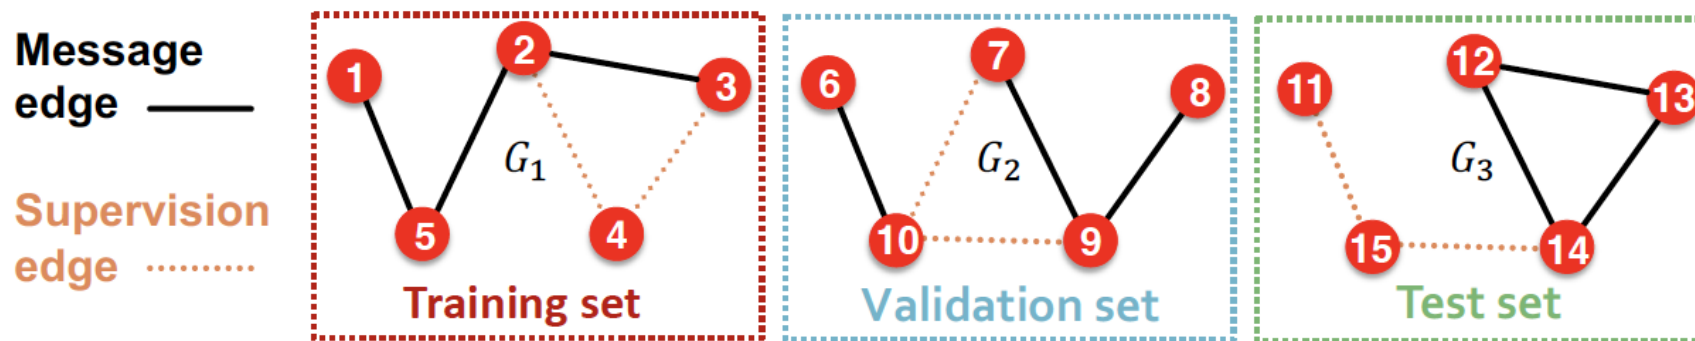 Message
edge
Supervision
edge
1
2
3
G₁
5
4
Training set
6
7
8
G₂
10
9
Validation set
11
12
13
G₃
15
14
Test set